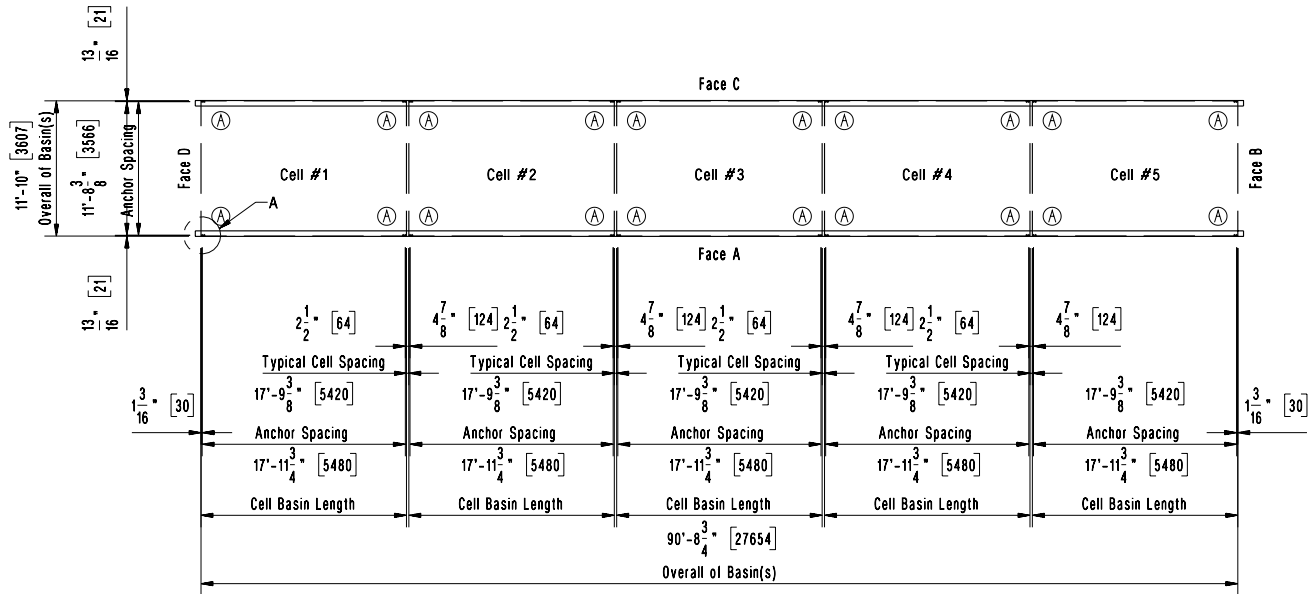 13/16" [21]
Face C
11'-10" [3607]
Overall of Basin(s)
11'-8 3/8" [3566]
Anchor Spacing
Face D
Face B
A A A A A A A A A A
Cell #1 Cell #2 Cell #3 Cell #4 Cell #5
A A A A A A A A A A
A
Face A
13/16" [21]
2 1/2" [64] 4 7/8" [124] 2 1/2" [64] 4 7/8" [124] 2 1/2" [64] 4 7/8" [124] 2 1/2" [64] 4 7/8" [124]
Typical Cell Spacing Typical Cell Spacing Typical Cell Spacing Typical Cell Spacing
1 3/16" [30] 17'-9 3/8" [5420] 17'-9 3/8" [5420] 17'-9 3/8" [5420] 17'-9 3/8" [5420] 17'-9 3/8" [5420] 1 3/16" [30]
Anchor Spacing Anchor Spacing Anchor Spacing Anchor Spacing Anchor Spacing
17'-11 3/4" [5480] 17'-11 3/4" [5480] 17'-11 3/4" [5480] 17'-11 3/4" [5480] 17'-11 3/4" [5480]
Cell Basin Length Cell Basin Length Cell Basin Length Cell Basin Length Cell Basin Length
90'-8 3/4" [27654]
Overall of Basin(s)